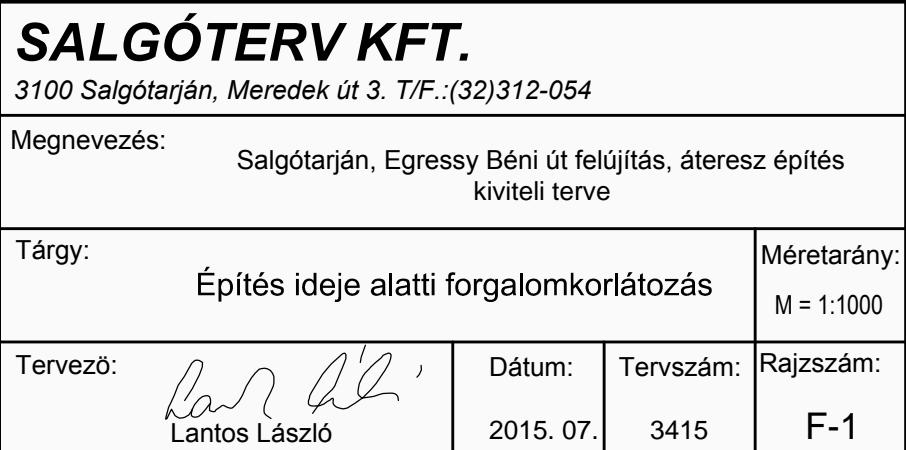 SALGÓTERV KFT.
3100 Salgótarján, Meredek út 3. T/F.:(32)312-054
Megnevezés:
Salgótarján, Egressy Béni út felújítás, áteresz építés
kiviteli terve
Tárgy:
Építés ideje alatti forgalomkorlátozás
Méretarány:
M = 1:1000
Tervezö:
Lantos László
Dátum:
2015. 07.
Tervszám:
3415
Rajzszám:
F-1